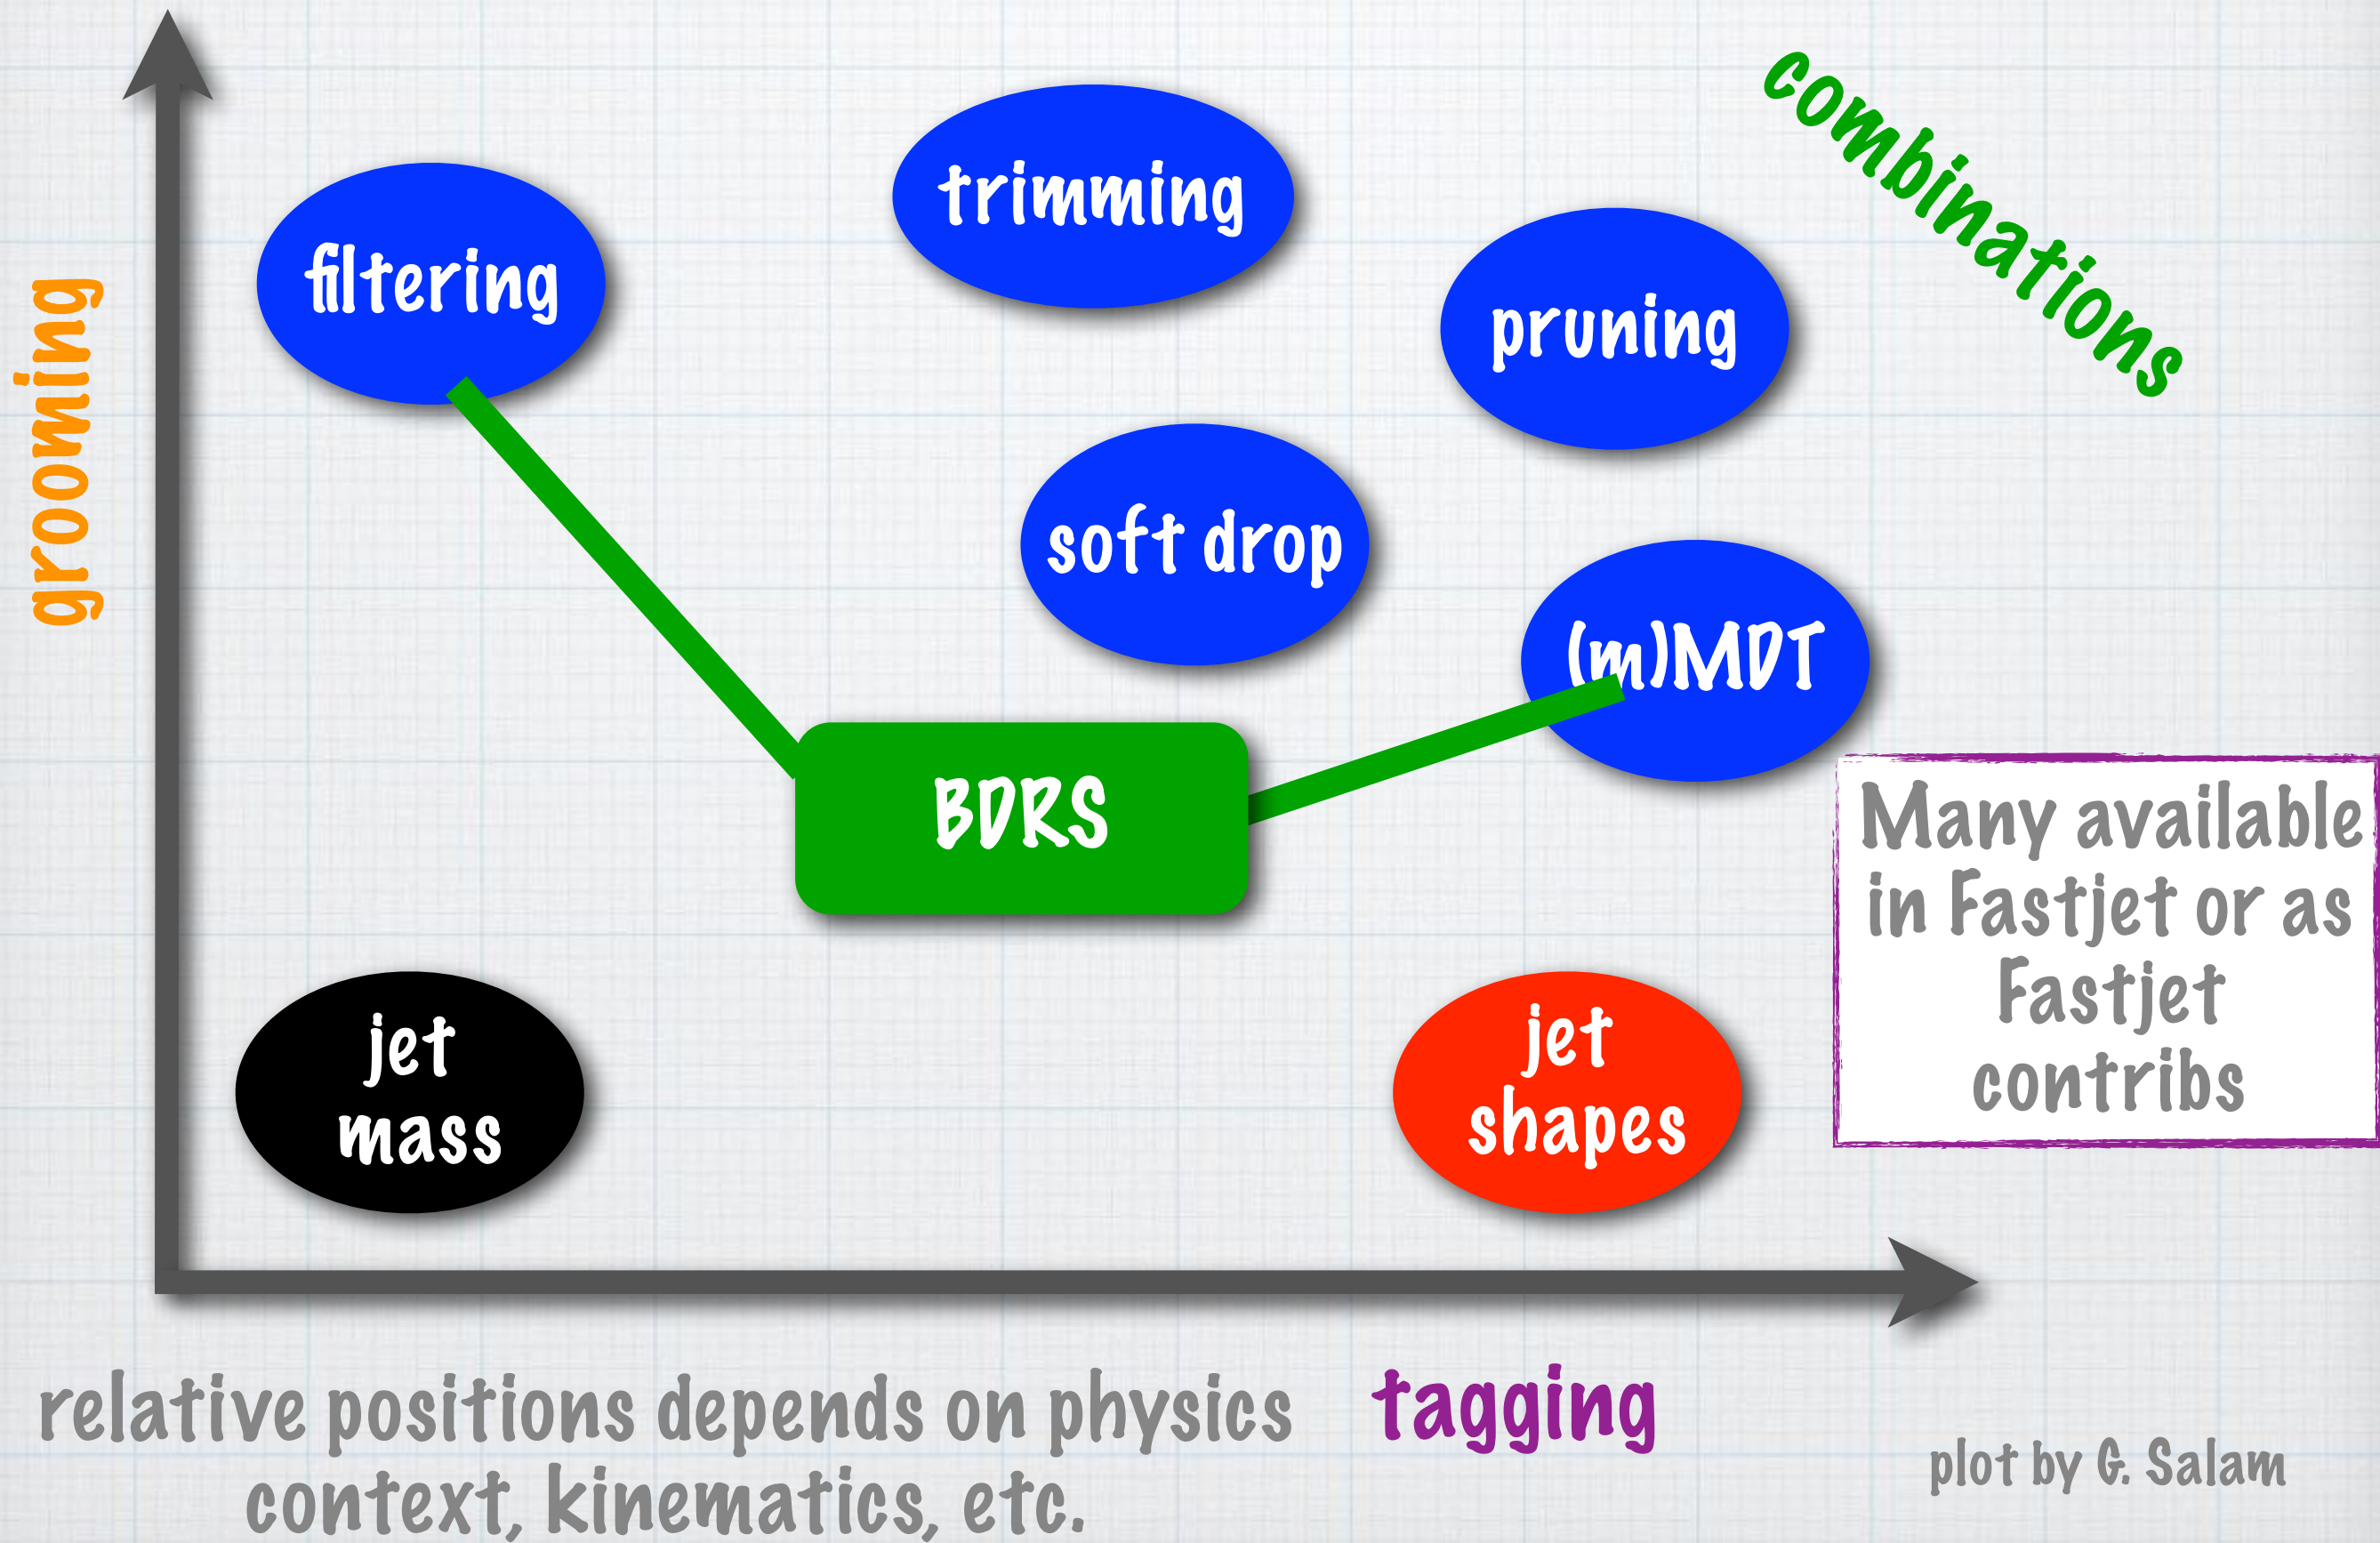 grooming
filtering
trimming
pruning
combinations
soft drop
(m)MDT
BDRS
Many available
in Fastjet or as
Fastjet
contribs
jet
mass
jet
shapes
tagging
relative positions depends on physics
context, kinematics, etc.
plot by G. Salam